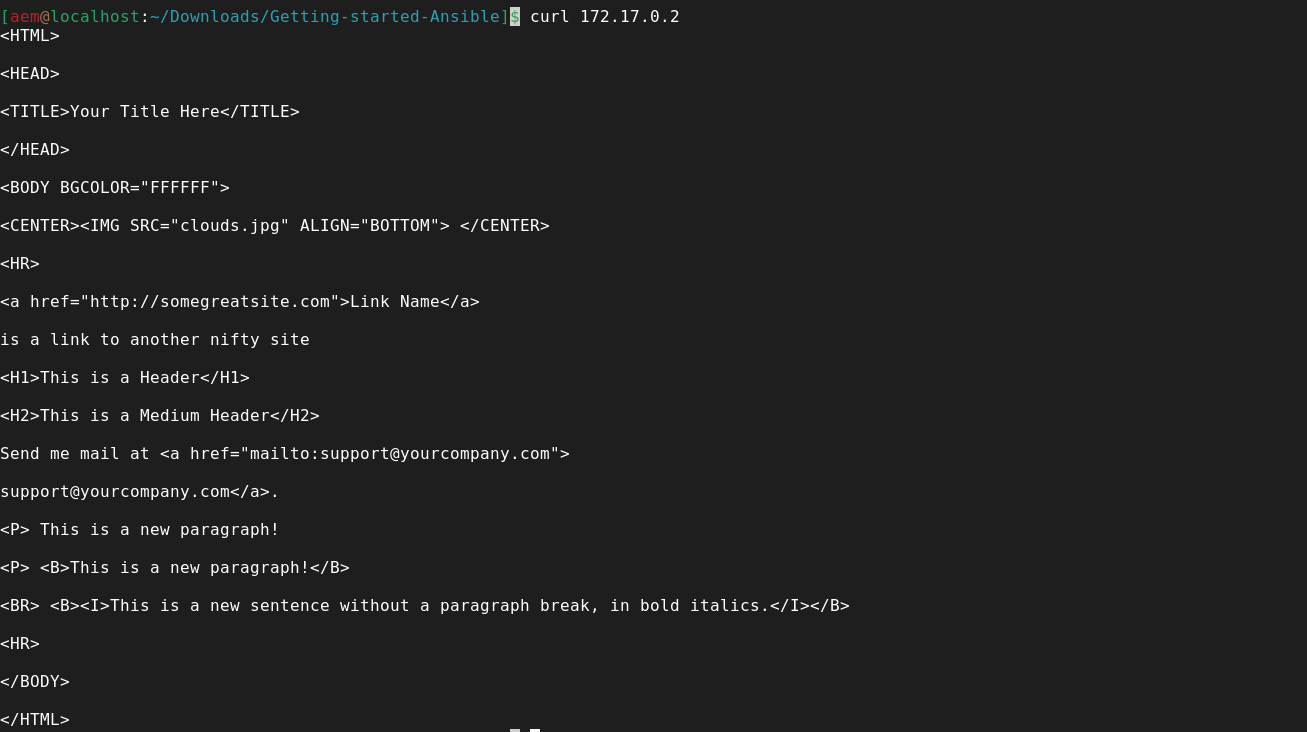 [aem@localhost:~/Downloads/Getting-started-Ansible]$ curl 172.17.0.2
<HTML>
<HEAD>
<TITLE>Your Title Here</TITLE>
</HEAD>
<BODY BGCOLOR="FFFFFF">
<CENTER><IMG SRC="clouds.jpg" ALIGN="BOTTOM"> </CENTER>
<HR>
<a href="http://somegreatsite.com">Link Name</a>
is a link to another nifty site
<H1>This is a Header</H1>
<H2>This is a Medium Header</H2>
Send me mail at <a href="mailto:support@yourcompany.com">
support@yourcompany.com</a>.
<P> This is a new paragraph!
<P> <B>This is a new paragraph!</B>
<BR> <B><I>This is a new sentence without a paragraph break, in bold italics.</I></B>
<HR>
</BODY>
</HTML>